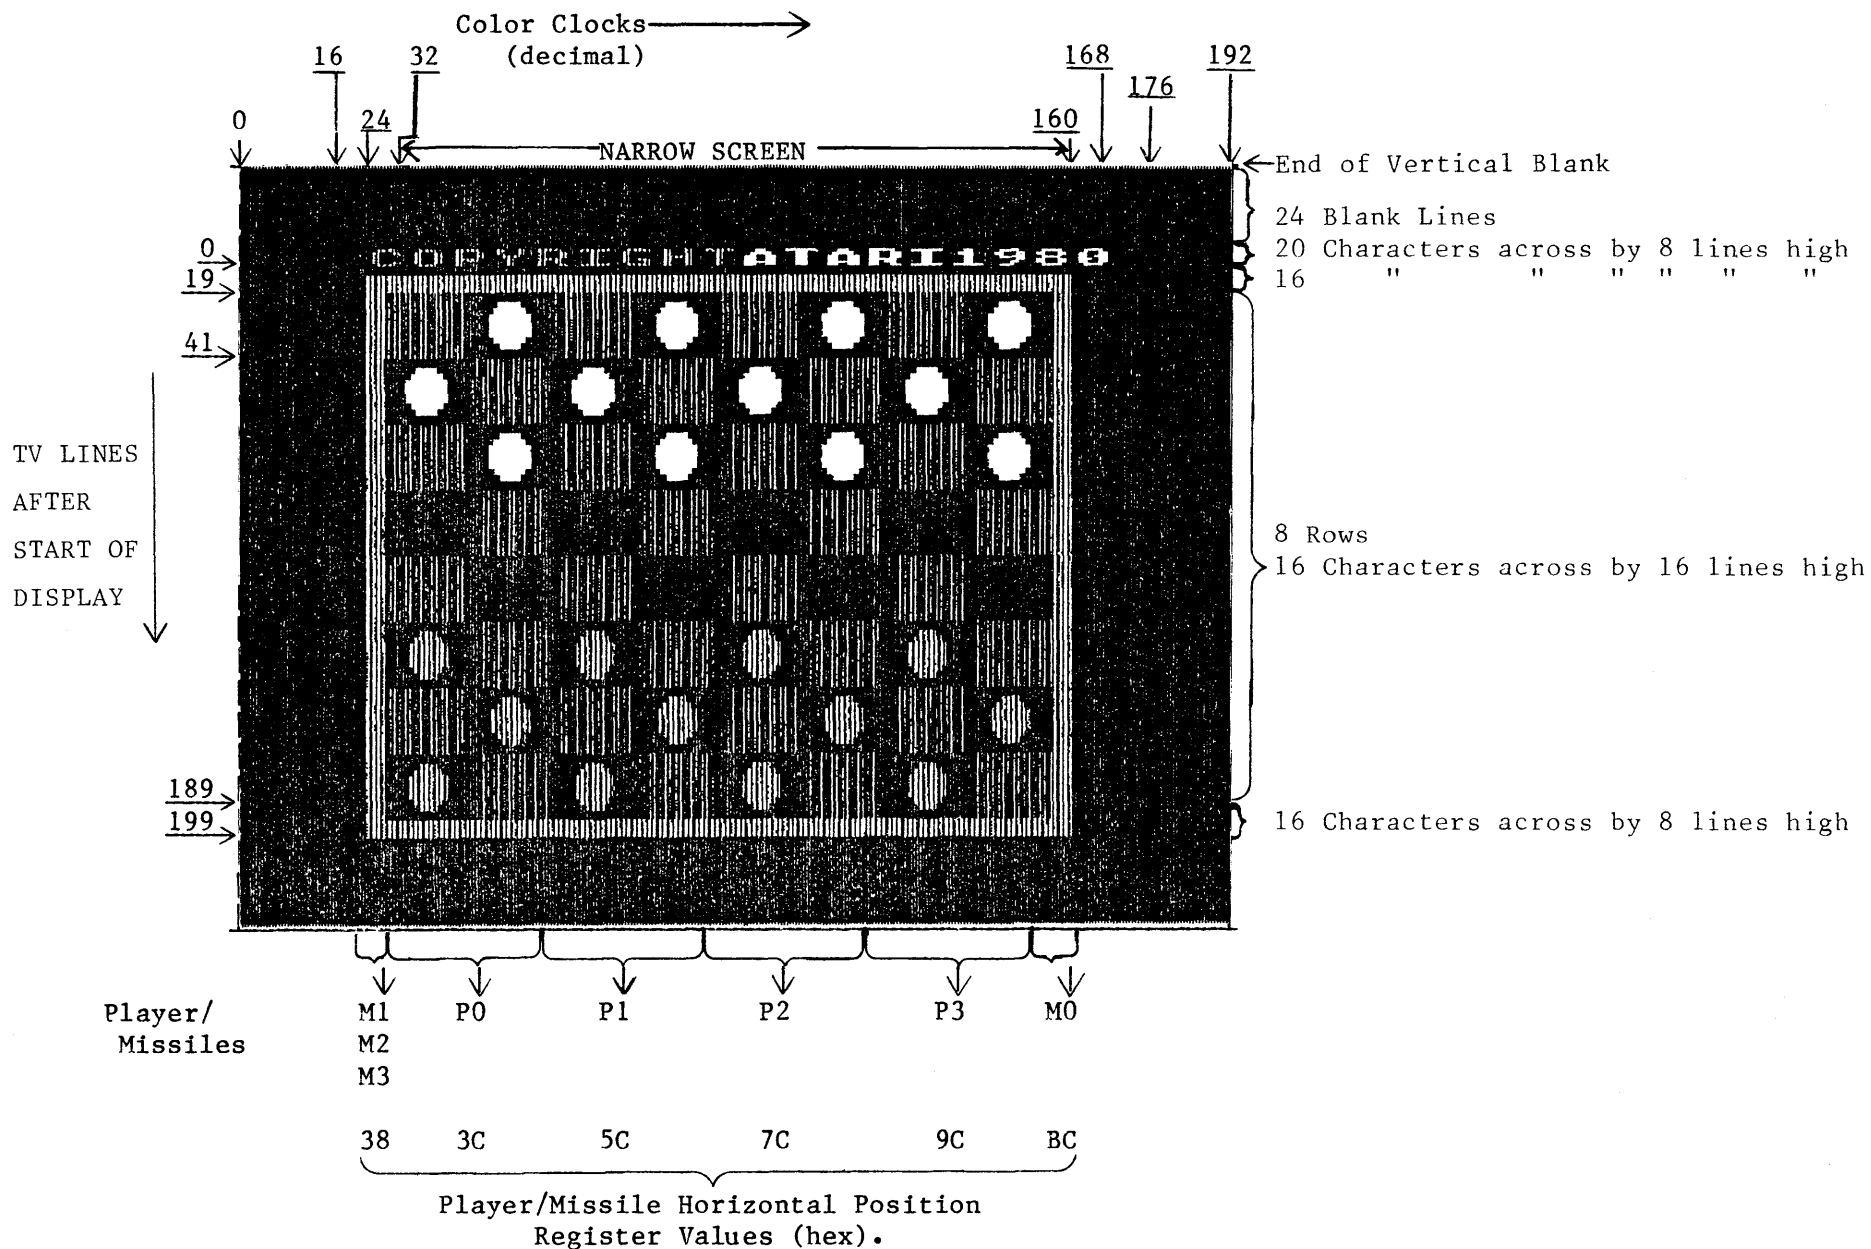 Color Clocks
(decimal)
16 32 168 192
176
0 24 160
NARROW SCREEN
End of Vertical Blank
24 Blank Lines
0 COPYRIGHT ATARI1980 20 Characters across by 8 lines high
19 16 " " " " " "
41
TV LINES
AFTER
START OF
DISPLAY
8 Rows
16 Characters across by 16 lines high
189
199 16 Characters across by 8 lines high
Player/ M1 P0 P1 P2 P3 M0
Missiles M2
M3
38 3C 5C 7C 9C BC
Player/Missile Horizontal Position
Register Values (hex).